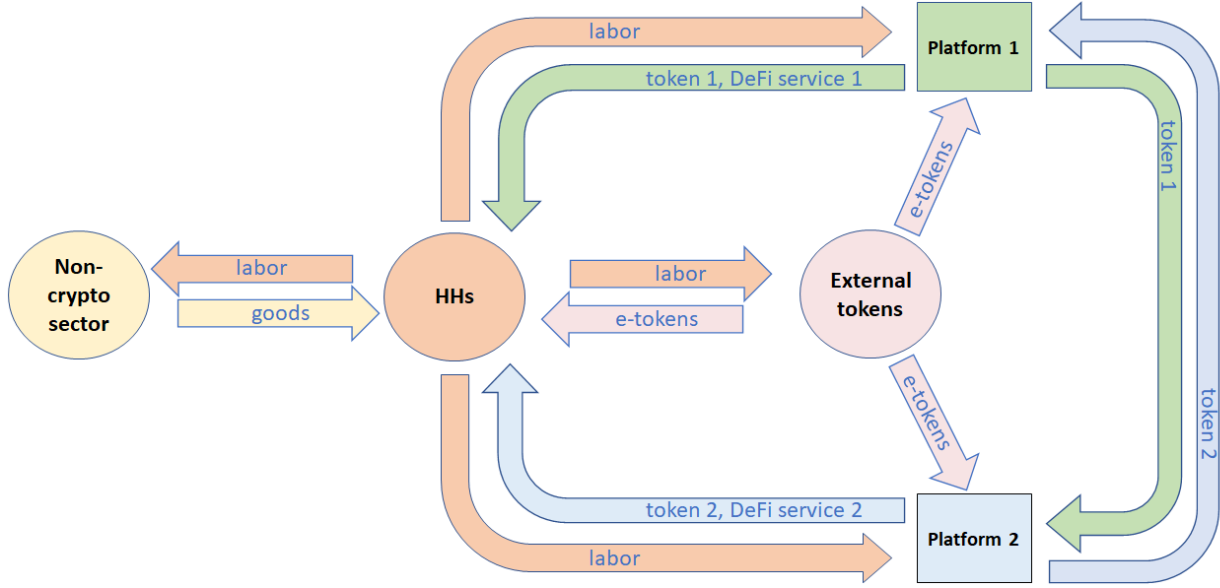 labor
Platform 1
token 1, DeFi service 1
e-tokens
token 1
Non-
crypto
sector
labor
goods
HHs
labor
e-tokens
External
tokens
e-tokens
token 2
token 2, DeFi service 2
Platform 2
labor